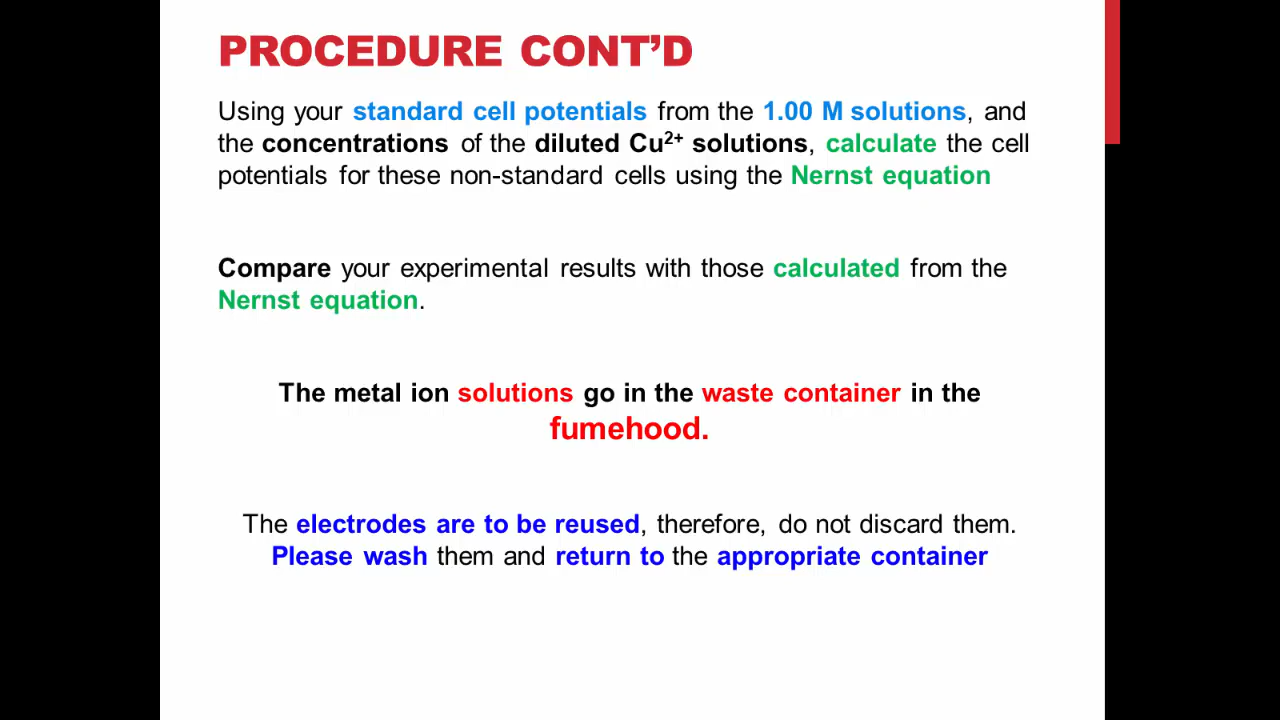 PROCEDURE CONT’D
Using your standard cell potentials from the 1.00 M solutions, and
the concentrations of the diluted Cu²⁺ solutions, calculate the cell
potentials for these non-standard cells using the Nernst equation
Compare your experimental results with those calculated from the
Nernst equation.
The metal ion solutions go in the waste container in the
fumehood.
The electrodes are to be reused, therefore, do not discard them.
Please wash them and return to the appropriate container